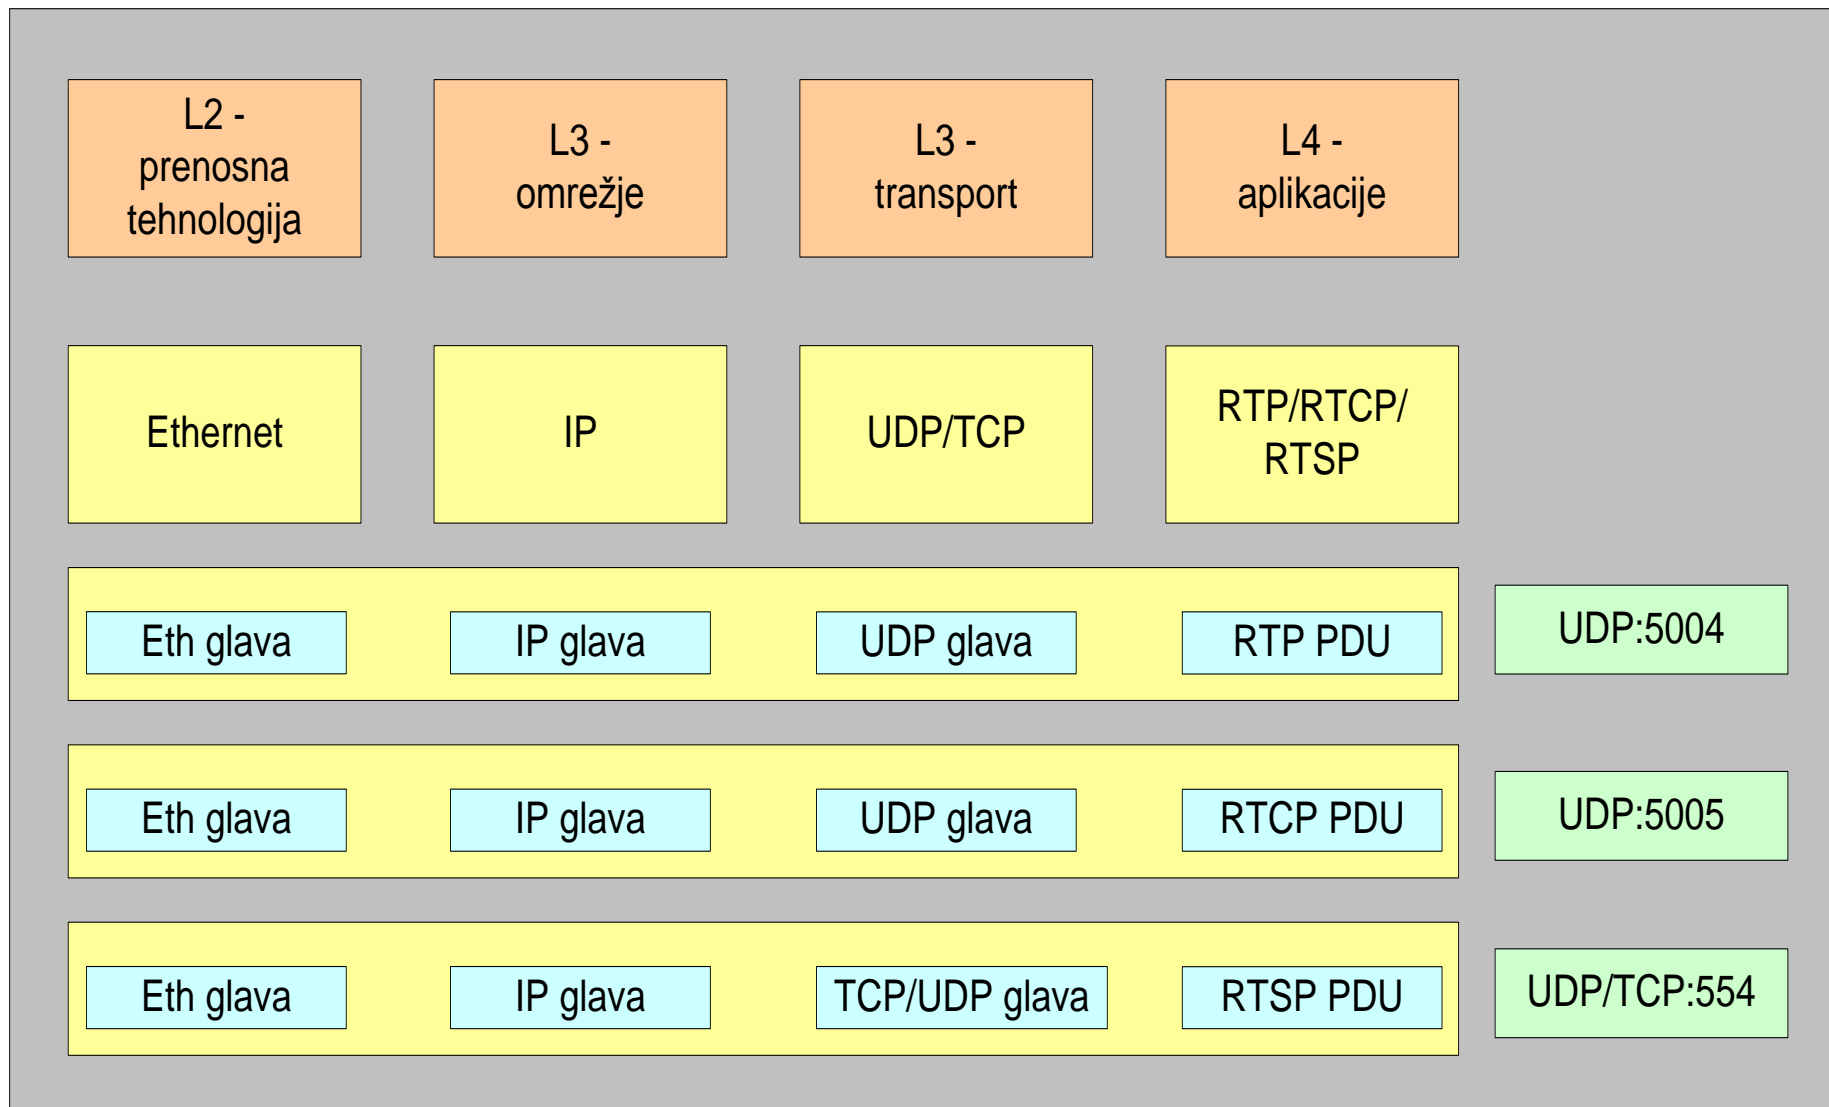 L2 -
prenosna
tehnologija
L3 -
omrežje
L3 -
transport
L4 -
aplikacije
Ethernet
IP
UDP/TCP
RTP/RTCP/
RTSP
Eth glava
IP glava
UDP glava
RTP PDU
UDP:5004
Eth glava
IP glava
UDP glava
RTCP PDU
UDP:5005
Eth glava
IP glava
TCP/UDP glava
RTSP PDU
UDP/TCP:554